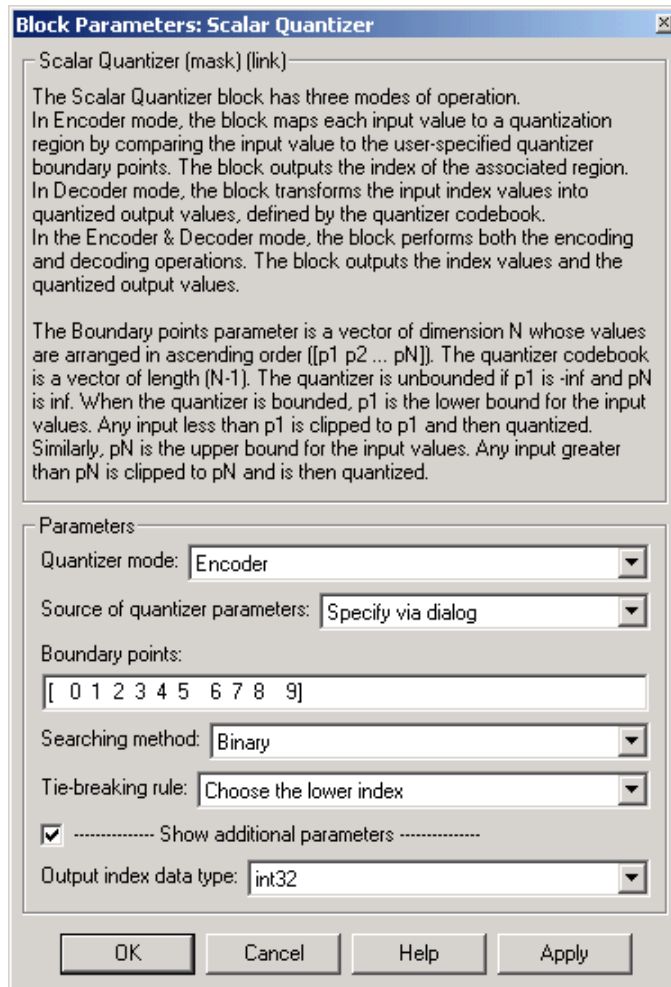 Block Parameters: Scalar Quantizer
Scalar Quantizer (mask) (link)
The Scalar Quantizer block has three modes of operation.
In Encoder mode, the block maps each input value to a quantization
region by comparing the input value to the user-specified quantizer
boundary points. The block outputs the index of the associated region.
In Decoder mode, the block transforms the input index values into
quantized output values, defined by the quantizer codebook.
In the Encoder & Decoder mode, the block performs both the encoding
and decoding operations. The block outputs the index values and the
quantized output values.
The Boundary points parameter is a vector of dimension N whose values
are arranged in ascending order ([p1 p2 ... pN]). The quantizer codebook
is a vector of length (N-1). The quantizer is unbounded if p1 is -inf and pN
is inf. When the quantizer is bounded, p1 is the lower bound for the input
values. Any input less than p1 is clipped to p1 and then quantized.
Similarly, pN is the upper bound for the input values. Any input greater
than pN is clipped to pN and is then quantized.
Parameters
Quantizer mode: Encoder
Source of quantizer parameters: Specify via dialog
Boundary points:
[ 0 1 2 3 4 5 6 7 8 9]
Searching method: Binary
Tie-breaking rule: Choose the lower index
--------------- Show additional parameters ---------------
Output index data type: int32
OK Cancel Help Apply